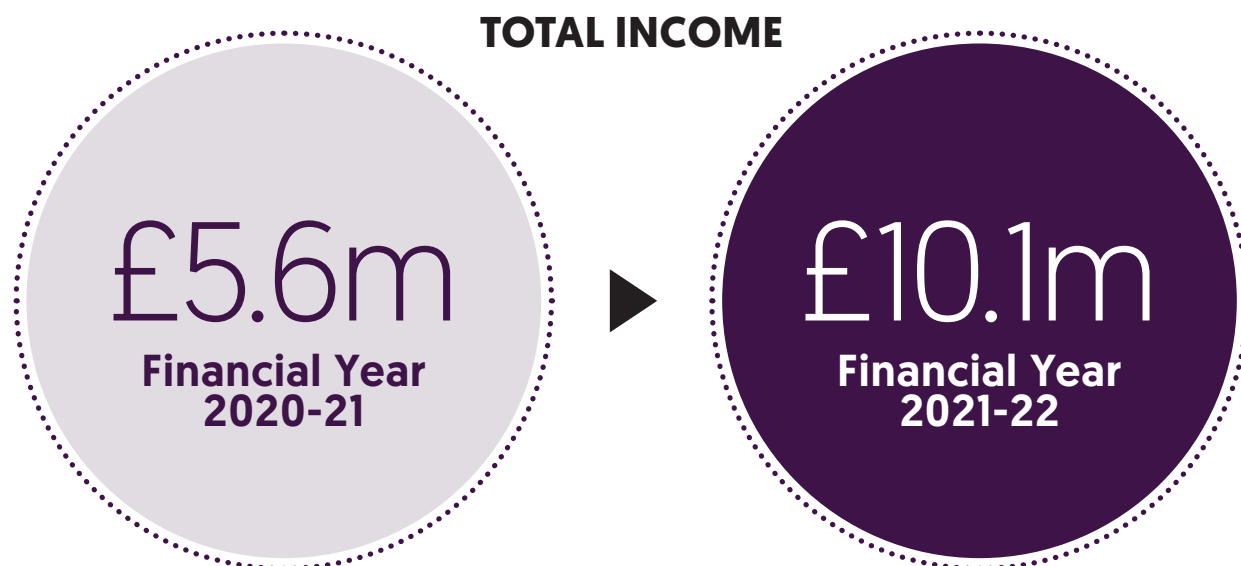 TOTAL INCOME
£5.6m
Financial Year
2020-21
£10.1m
Financial Year
2021-22